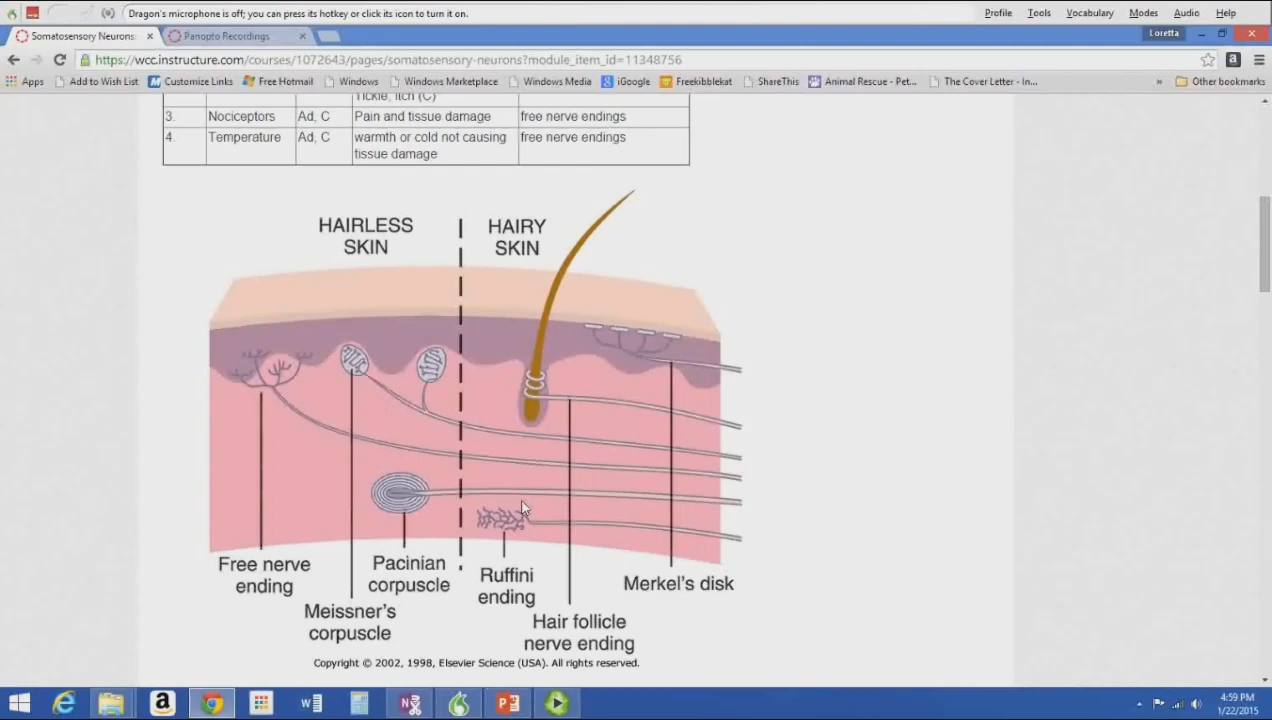 Dragon's microphone is off; you can press its hotkey or click its icon to turn it on.
Profile Tools Vocabulary Modes Audio Help
Somatosensory Neurons: Panopto Recordings Loretta
https://wcc.instructure.com/courses/1072643/pages/somatosensory-neurons?module_item_id=11348756
Apps Add to Wish List Customize Links Free Hotmail Windows Windows Marketplace Windows Media iGoogle Freekibblekat ShareThis Animal Rescue - Pet... The Cover Letter - In... » Other bookmarks
Tickle, Itch (C)
3. Nociceptors Ad, C Pain and tissue damage free nerve endings
4. Temperature Ad, C warmth or cold not causing free nerve endings
tissue damage
HAIRLESS
SKIN
HAIRY
SKIN
Free nerve
ending
Meissner's
corpuscle
Pacinian
corpuscle
Ruffini
ending
Hair follicle
nerve ending
Merkel's disk
Copyright © 2002, 1998, Elsevier Science (USA). All rights reserved.
4:59 PM
1/22/2015